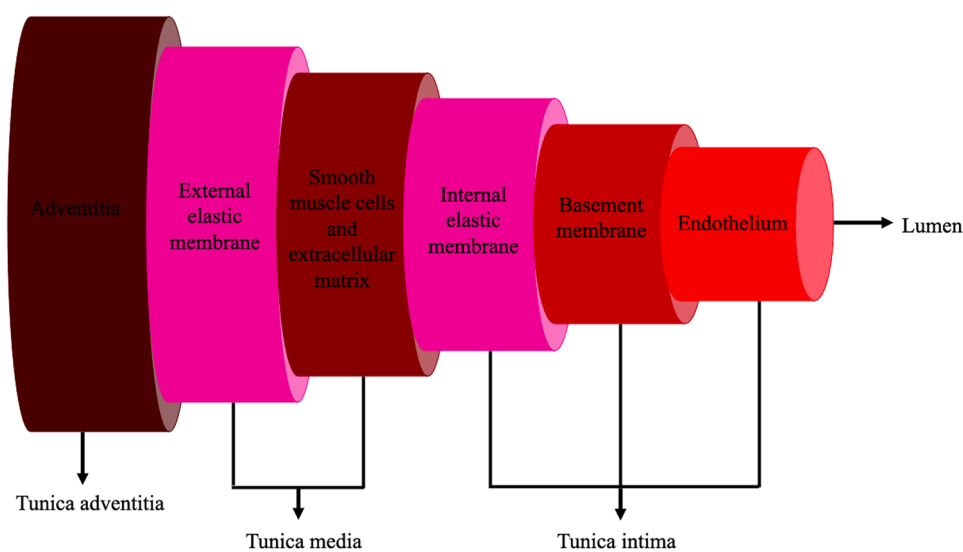 Adventitia
External
elastic
membrane
Smooth
muscle cells
and
extracellular
matrix
Internal
elastic
membrane
Basement
membrane
Endothelium
Lumen
Tunica adventitia
Tunica media
Tunica intima